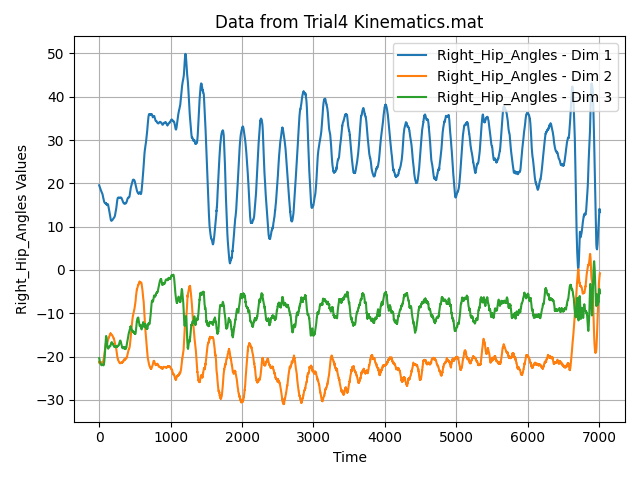 Data from Trial4 Kinematics.mat
Right_Hip_Angles - Dim 1
Right_Hip_Angles - Dim 2
Right_Hip_Angles - Dim 3
Right_Hip_Angles Values
50
40
30
20
10
0
−10
−20
−30
0 1000 2000 3000 4000 5000 6000 7000
Time